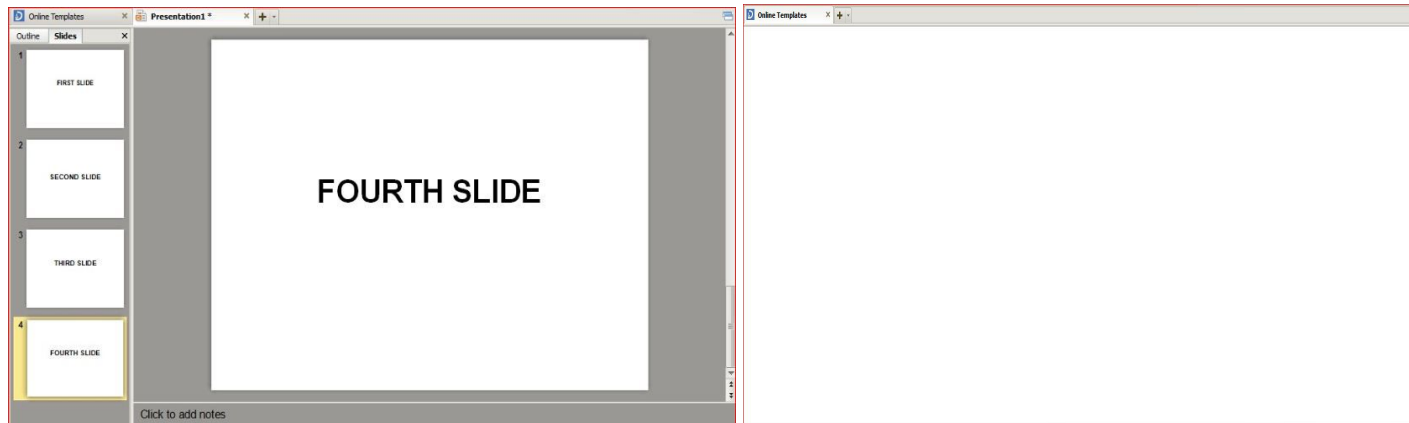 Online Templates
Presentation1 *
Outline
Slides
1
FIRST SLIDE
2
SECOND SLIDE
3
THIRD SLIDE
4
FOURTH SLIDE
FOURTH SLIDE
Click to add notes
Online Templates